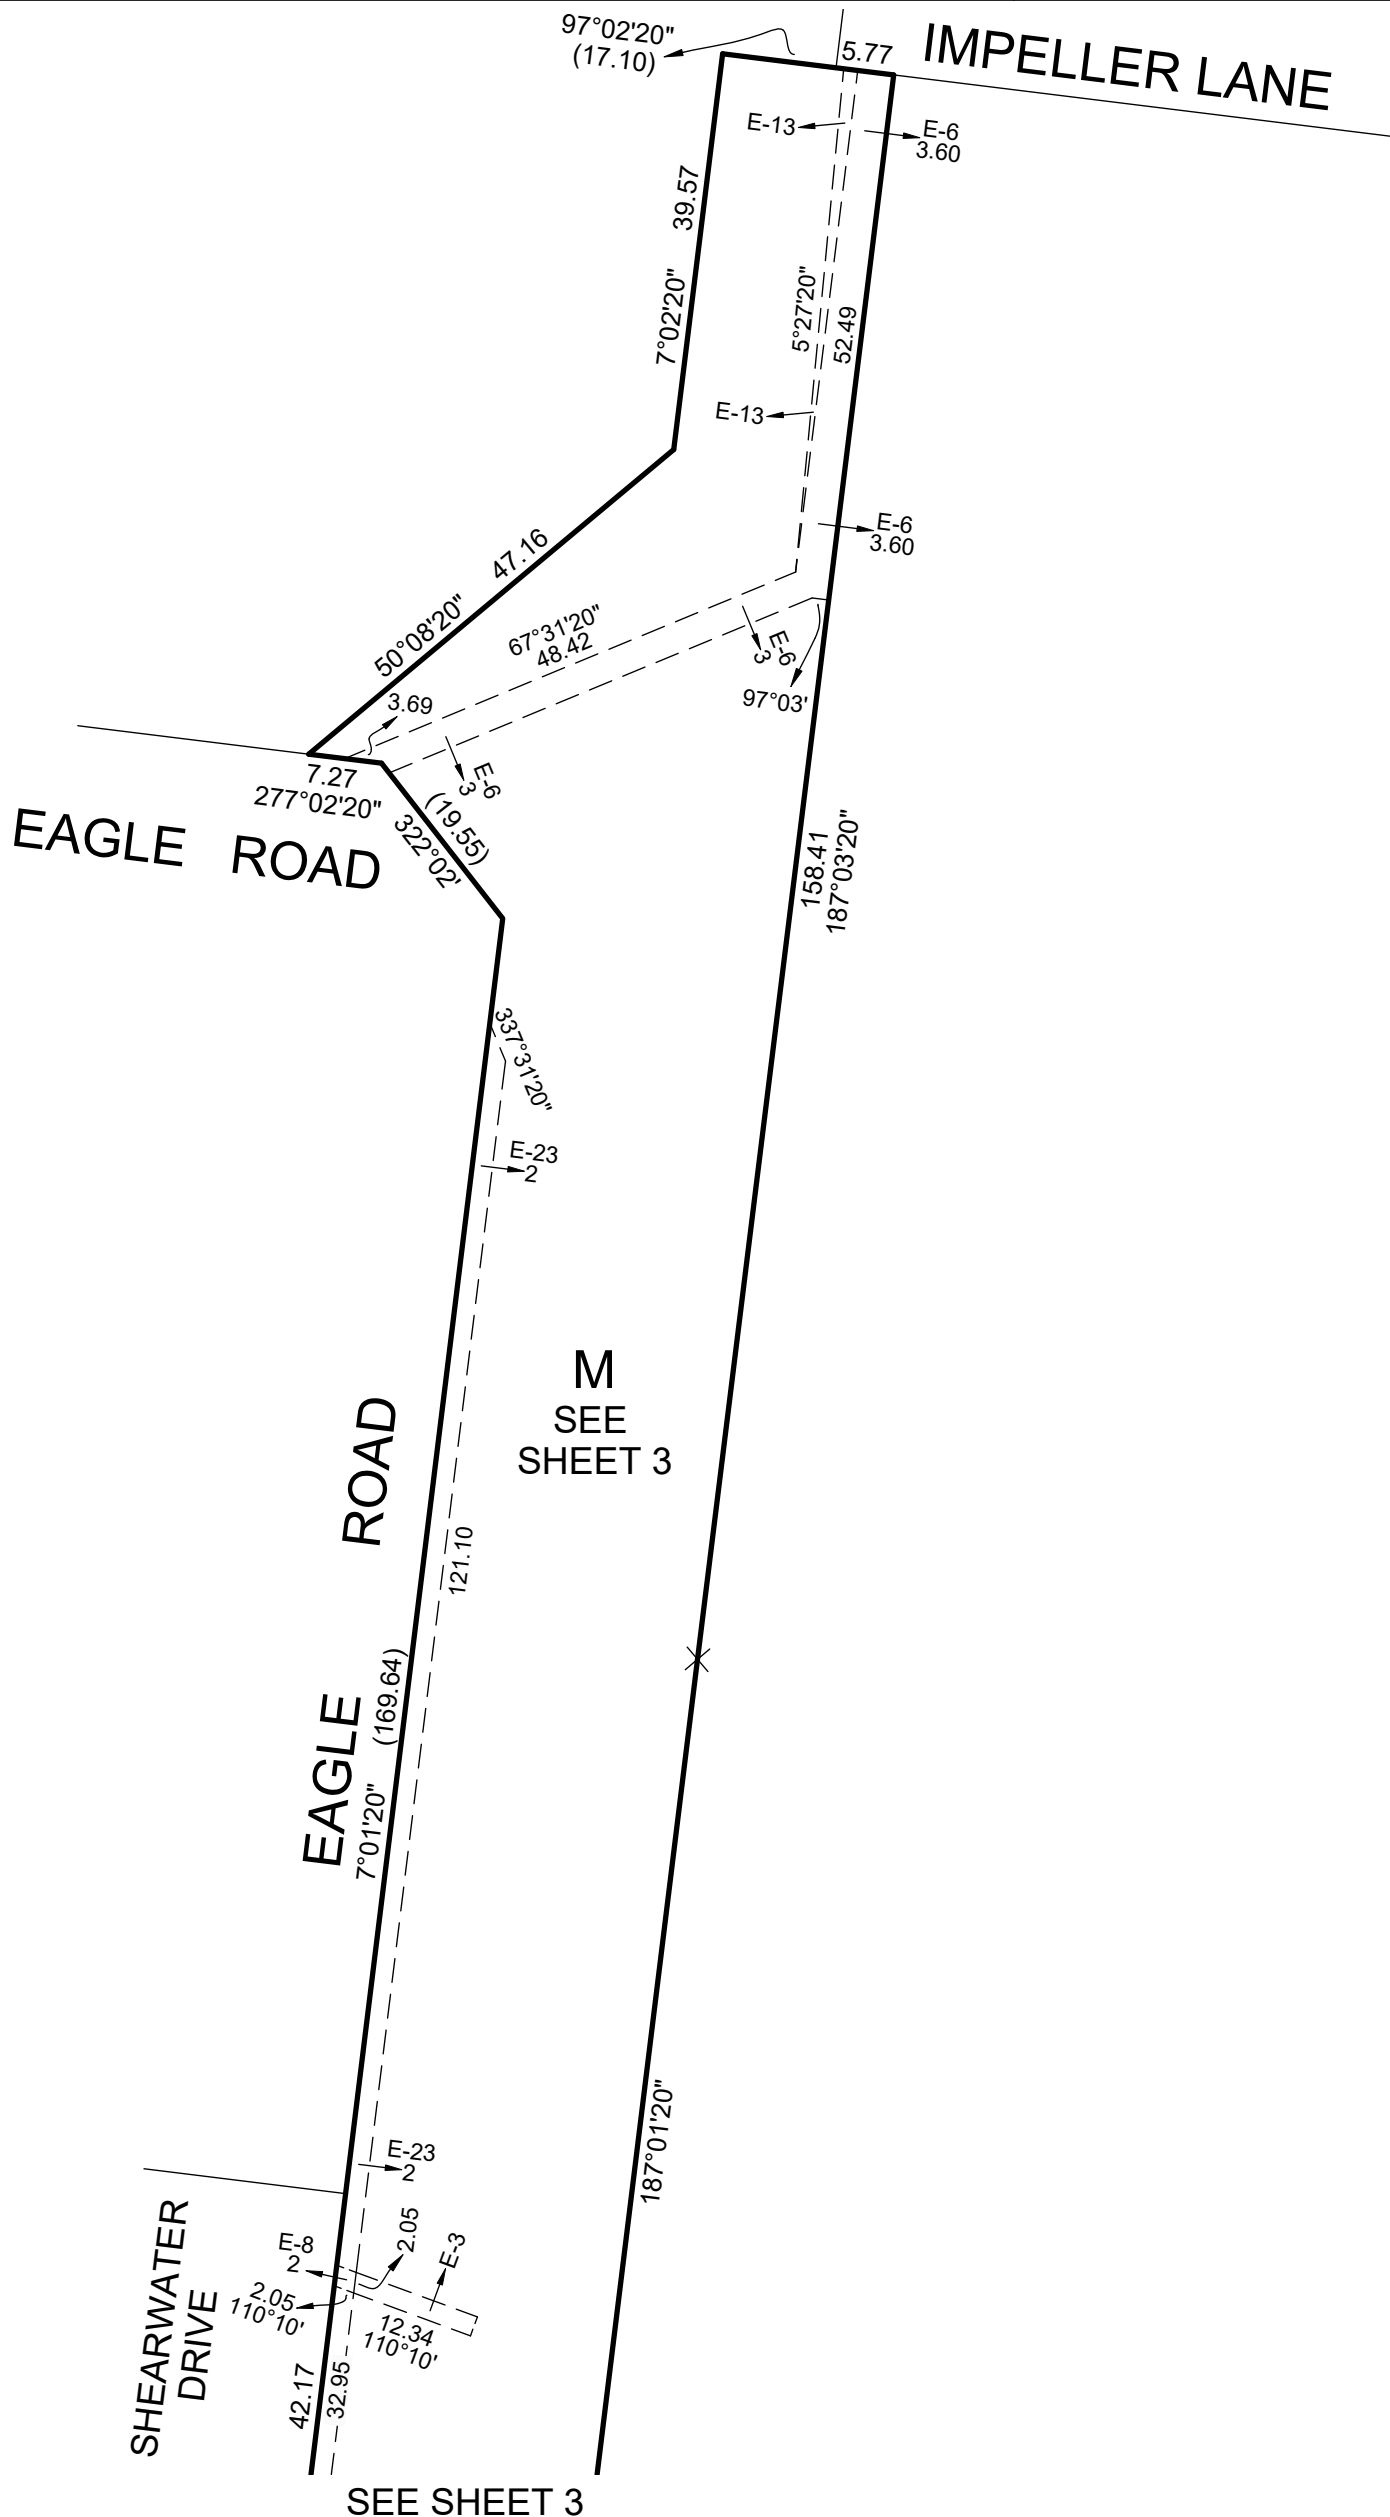 97°02'20"
(17.10)
5.77
IMPELLER LANE
E-13
E-6
3.60
39.57
7°02'20"
5°27'20"
52.49
E-13
E-6
3.60
47.16
50°08'20"
67°31'20"
48.42
E-6
3
97°03'
3.69
7.27
277°02'20"
E-6
3
(19.55)
322°02'
EAGLE ROAD
158.41
187°03'20"
337°31'20"
E-23
2
M
SEE
SHEET 3
EAGLE ROAD
121.10
(169.64)
7°01'20"
187°01'20"
E-23
2
SHEARWATER
DRIVE
E-8
2
2.05
E-3
2.05
110°10'
12.34
110°10'
42.17
32.95
SEE SHEET 3